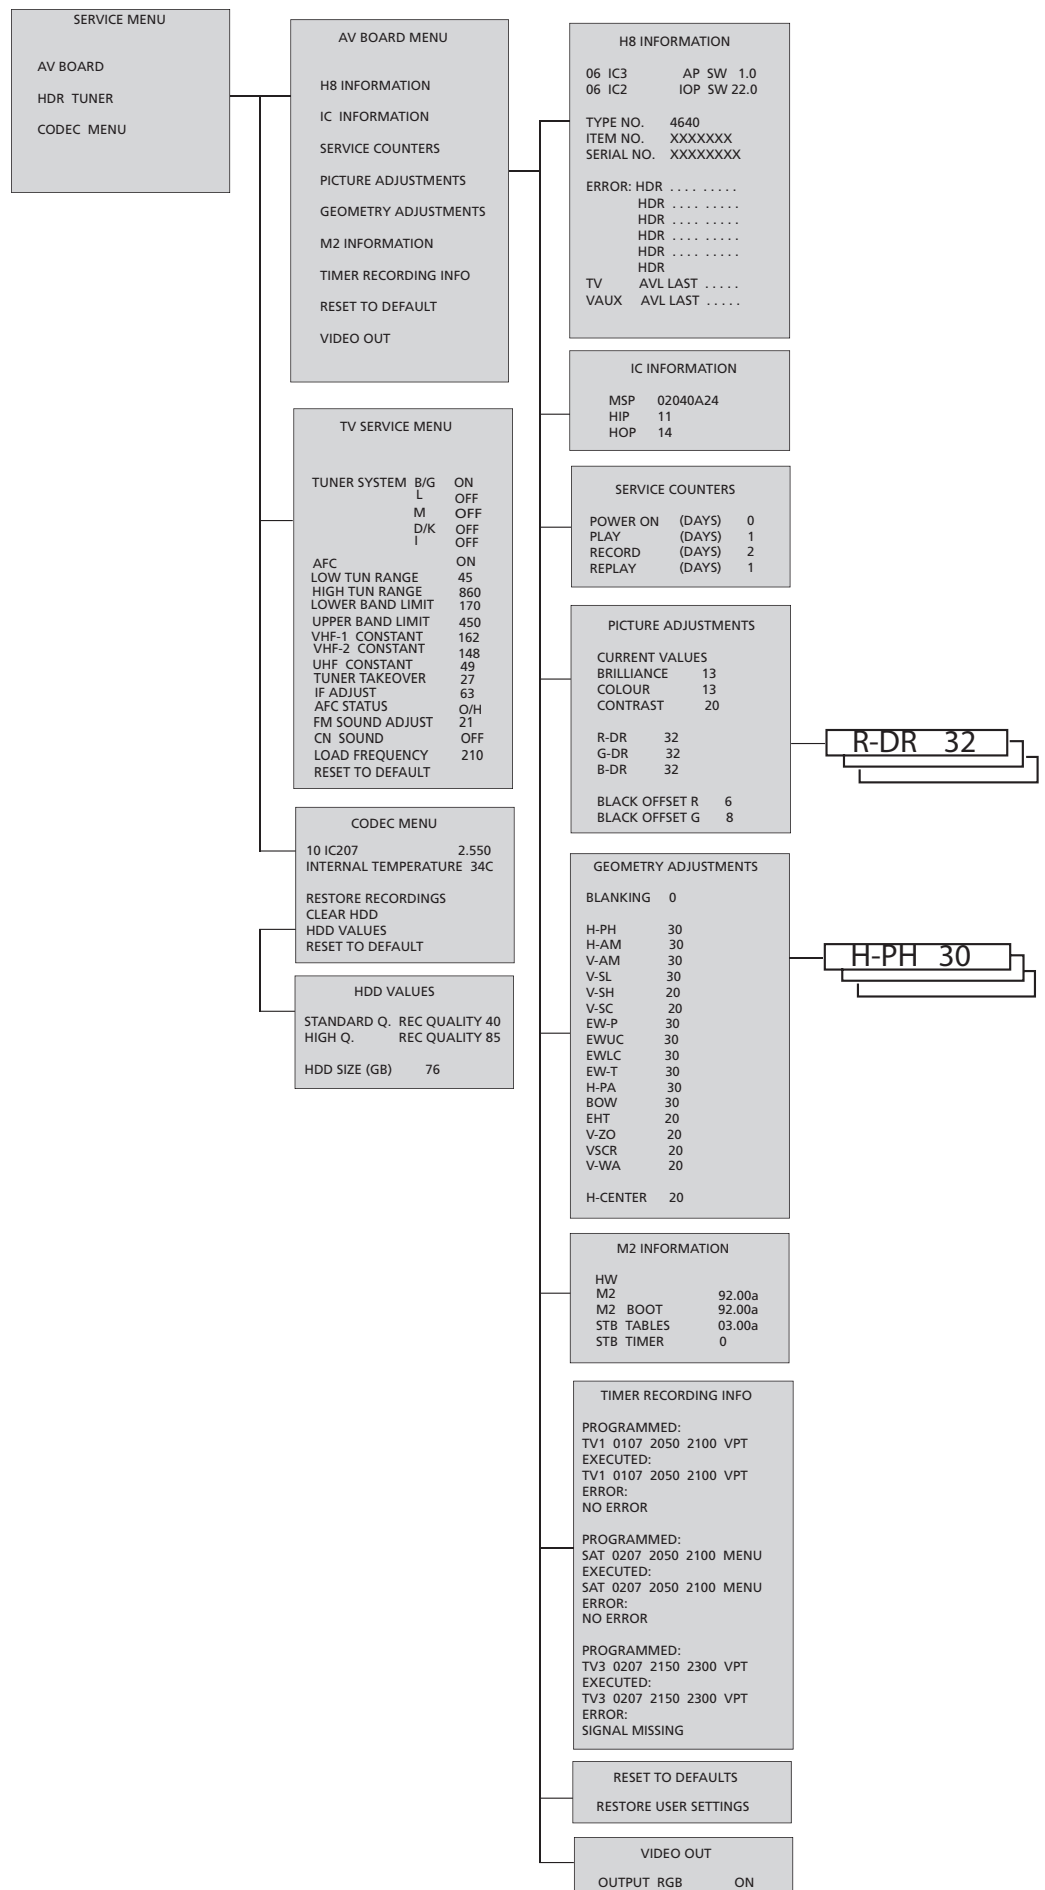 SERVICE MENU
AV BOARD
HDR TUNER
CODEC MENU
AV BOARD MENU
H8 INFORMATION
IC INFORMATION
SERVICE COUNTERS
PICTURE ADJUSTMENTS
GEOMETRY ADJUSTMENTS
M2 INFORMATION
TIMER RECORDING INFO
RESET TO DEFAULT
VIDEO OUT
TV SERVICE MENU
TUNER SYSTEM B/G ON
L OFF
M OFF
D/K OFF
I OFF
AFC ON
LOW TUN RANGE 45
HIGH TUN RANGE 860
LOWER BAND LIMIT 170
UPPER BAND LIMIT 450
VHF-1 CONSTANT 162
VHF-2 CONSTANT 148
UHF CONSTANT 49
TUNER TAKEOVER 27
IF ADJUST 63
AFC STATUS O/H
FM SOUND ADJUST 21
CN SOUND OFF
LOAD FREQUENCY 210
RESET TO DEFAULT
CODEC MENU
10 IC207 2.550
INTERNAL TEMPERATURE 34C
RESTORE RECORDINGS
CLEAR HDD
HDD VALUES
RESET TO DEFAULT
HDD VALUES
STANDARD Q. REC QUALITY 40
HIGH Q. REC QUALITY 85
HDD SIZE (GB) 76
H8 INFORMATION
06 IC3 AP SW 1.0
06 IC2 IOP SW 22.0
TYPE NO. 4640
ITEM NO. XXXXXXX
SERIAL NO. XXXXXXXX
ERROR: HDR . . . . . . . . .
HDR . . . . . . . . .
HDR . . . . . . . . .
HDR . . . . . . . . .
HDR . . . . . . . . .
HDR
TV AVL LAST . . . . .
VAUX AVL LAST . . . . .
IC INFORMATION
MSP 02040A24
HIP 11
HOP 14
SERVICE COUNTERS
POWER ON (DAYS) 0
PLAY (DAYS) 1
RECORD (DAYS) 2
REPLAY (DAYS) 1
PICTURE ADJUSTMENTS
CURRENT VALUES
BRILLIANCE 13
COLOUR 13
CONTRAST 20
R-DR 32
G-DR 32
B-DR 32
BLACK OFFSET R 6
BLACK OFFSET G 8
R-DR 32
GEOMETRY ADJUSTMENTS
BLANKING 0
H-PH 30
H-AM 30
V-AM 30
V-SL 30
V-SH 20
V-SC 20
EW-P 30
EWUC 30
EWLC 30
EW-T 30
H-PA 30
BOW 30
EHT 20
V-ZO 20
VSCR 20
V-WA 20
H-CENTER 20
H-PH 30
M2 INFORMATION
HW
M2 92.00a
M2 BOOT 92.00a
STB TABLES 03.00a
STB TIMER 0
TIMER RECORDING INFO
PROGRAMMED:
TV1 0107 2050 2100 VPT
EXECUTED:
TV1 0107 2050 2100 VPT
ERROR:
NO ERROR
PROGRAMMED:
SAT 0207 2050 2100 MENU
EXECUTED:
SAT 0207 2050 2100 MENU
ERROR:
NO ERROR
PROGRAMMED:
TV3 0207 2150 2300 VPT
EXECUTED:
TV3 0207 2150 2300 VPT
ERROR:
SIGNAL MISSING
RESET TO DEFAULTS
RESTORE USER SETTINGS
VIDEO OUT
OUTPUT RGB ON